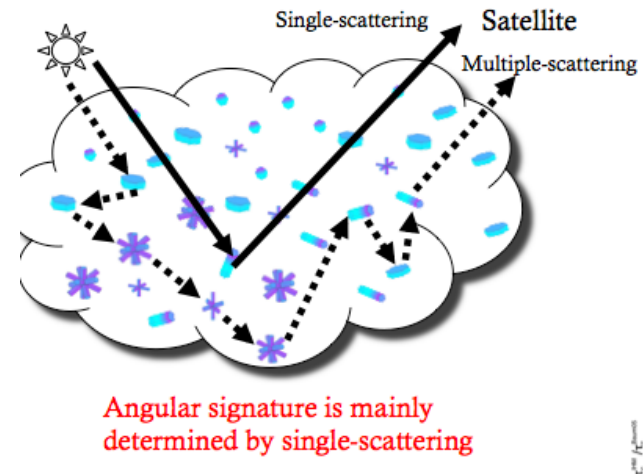 Single-scattering
Satellite
Multiple-scattering
Angular signature is mainly
determined by single-scattering